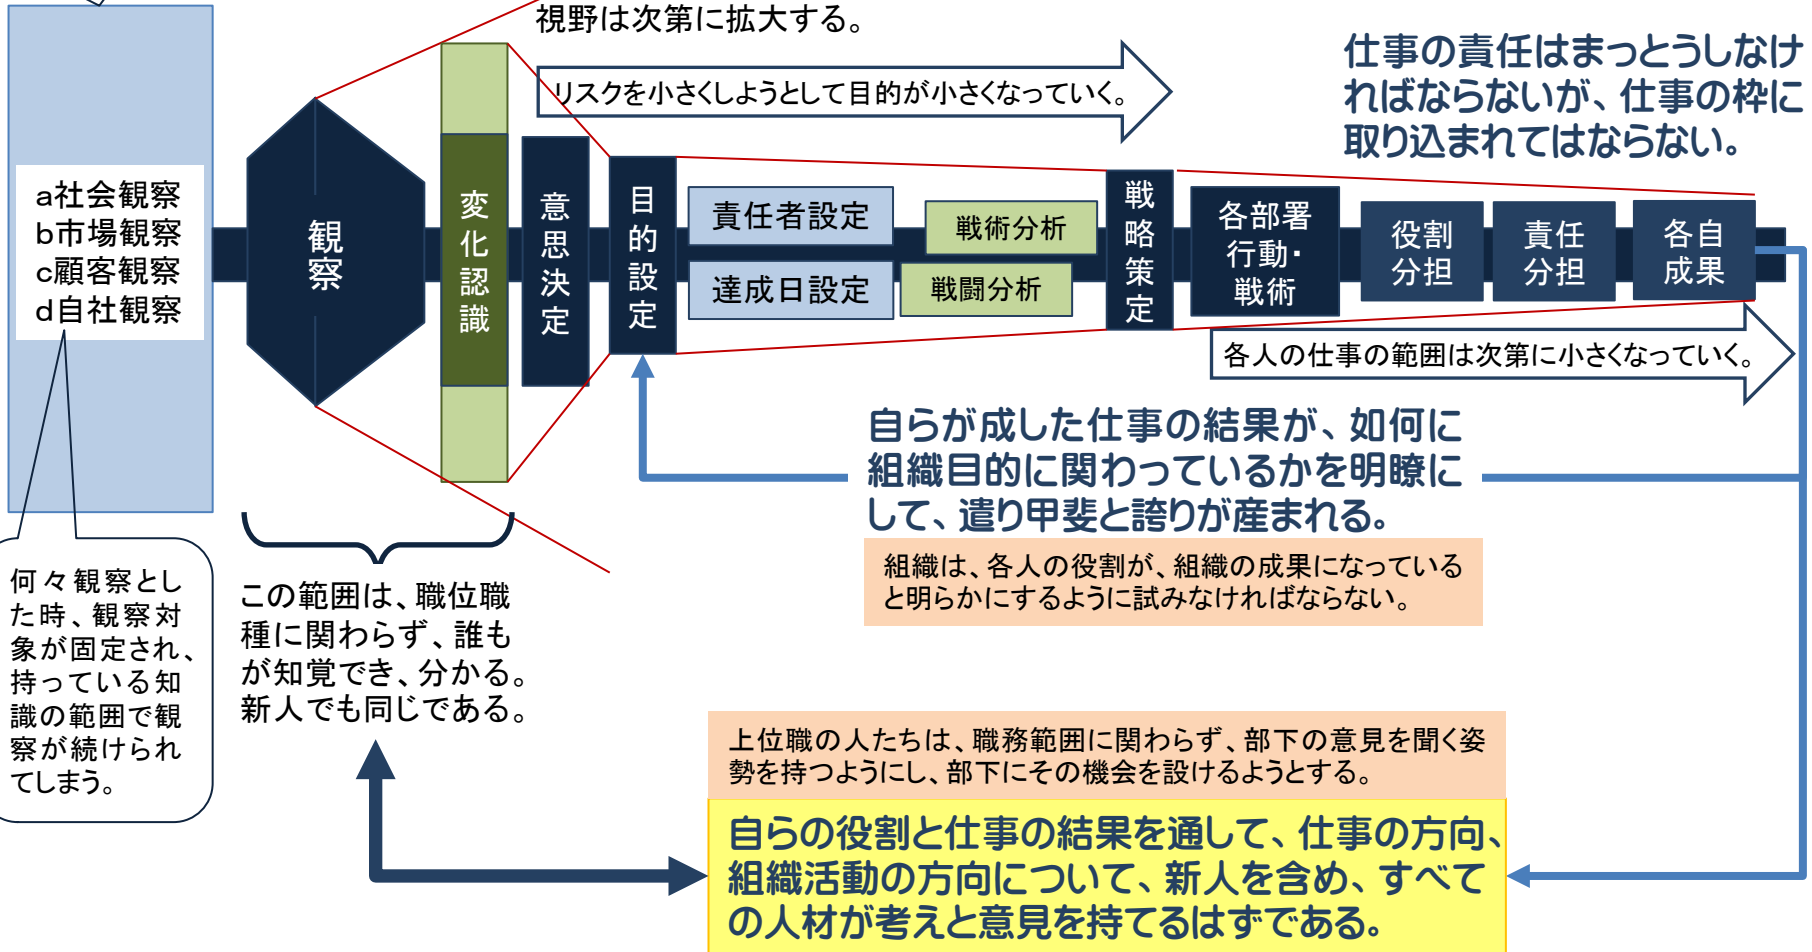 視野は次第に拡大する。
リスクを小さくしようとして目的が小さくなっていく。
仕事の責任はまっとうしなけ
ればならないが、仕事の枠に
取り込まれてはならない。
a社会観察
b市場観察
c顧客観察
d自社観察
観察
変化認識
意思決定
目的設定
責任者設定
達成日設定
戦術分析
戦闘分析
戦略策定
各部署
行動・
戦術
役割
分担
責任
分担
各自
成果
各人の仕事の範囲は次第に小さくなっていく。
自らが成した仕事の結果が、如何に
組織目的に関わっているかを明瞭に
して、遣り甲斐と誇りが産まれる。
組織は、各人の役割が、組織の成果になっている
と明らかにするように試みなければならない。
何々観察とし
た時、観察対
象が固定され、
持っている知
識の範囲で観
察が続けられ
てしまう。
この範囲は、職位職
種に関わらず、誰も
が知覚でき、分かる。
新人でも同じである。
上位職の人たちは、職務範囲に関わらず、部下の意見を聞く姿
勢を持つようにし、部下にその機会を設けるようとする。
自らの役割と仕事の結果を通して、仕事の方向、
組織活動の方向について、新人を含め、すべて
の人材が考えと意見を持てるはずである。